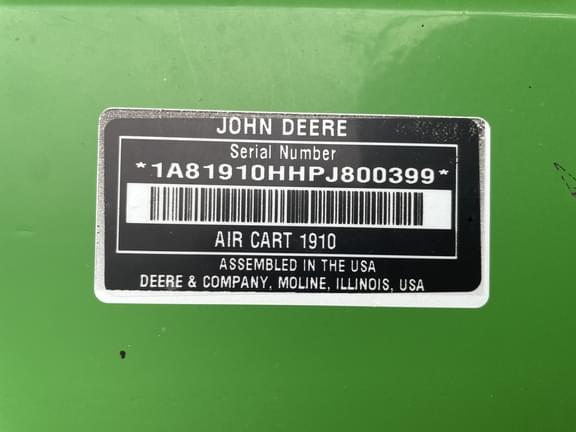 JOHN DEERE
Serial Number
*1A81910HHPJ800399*
AIR CART 1910
ASSEMBLED IN THE USA
DEERE & COMPANY, MOLINE, ILLINOIS, USA